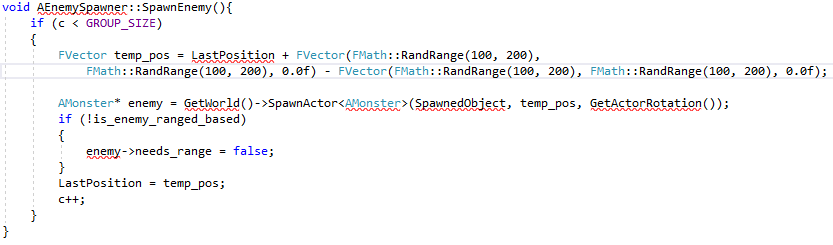 void AEnemySpawner::SpawnEnemy(){
    if (c < GROUP_SIZE)
    {
        FVector temp_pos = LastPosition + FVector(FMath::RandRange(100, 200),
            FMath::RandRange(100, 200), 0.0f) - FVector(FMath::RandRange(100, 200), FMath::RandRange(100, 200), 0.0f);
        AMonster* enemy = GetWorld()->SpawnActor<AMonster>(SpawnedObject, temp_pos, GetActorRotation());
        if (!is_enemy_ranged_based)
        {
            enemy->needs_range = false;
        }
        LastPosition = temp_pos;
        c++;
    }
}